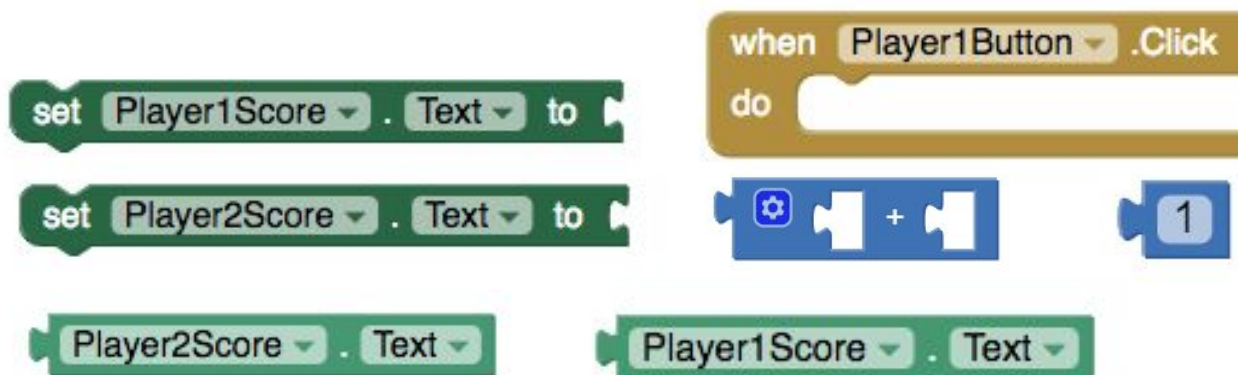 when Player1Button .Click
do
set Player1Score . Text to
set Player2Score . Text to
+
1
Player2Score . Text
Player1Score . Text